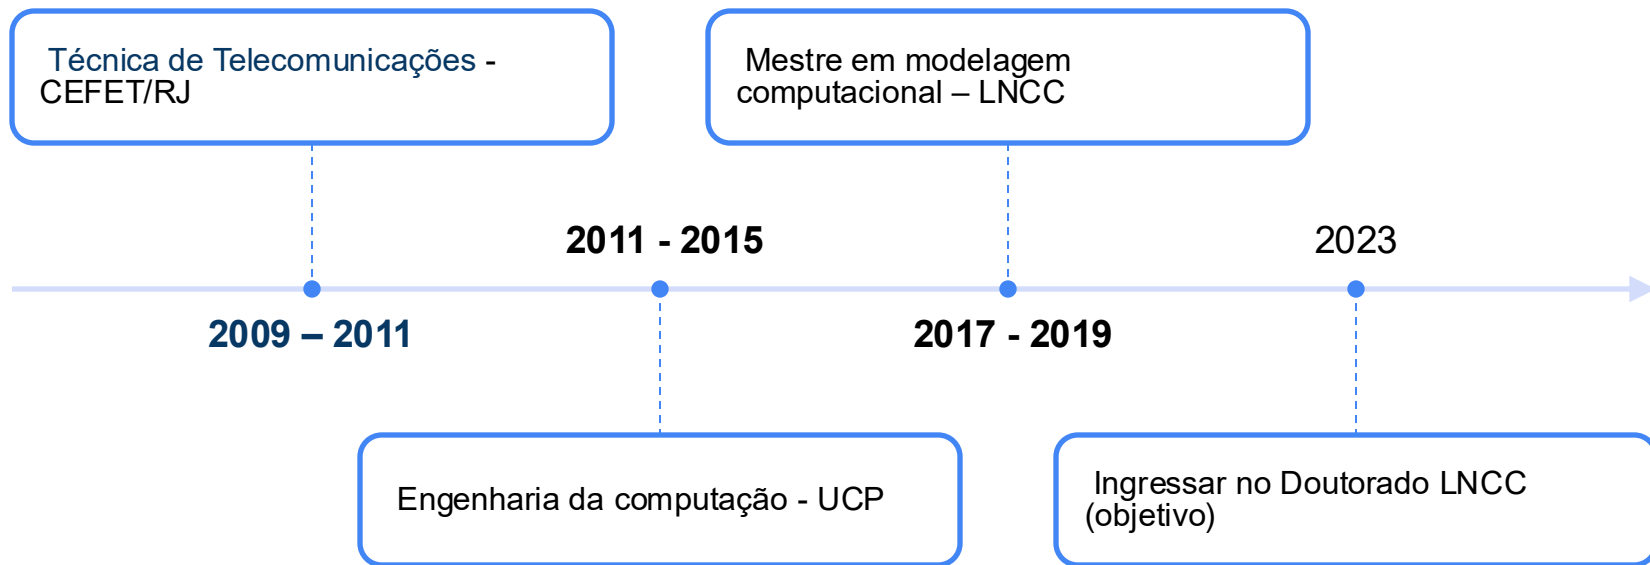 Técnica de Telecomunicações -
CEFET/RJ
Mestre em modelagem
computacional – LNCC
2011 - 2015
2023
2009 – 2011
2017 - 2019
Engenharia da computação - UCP
Ingressar no Doutorado LNCC
(objetivo)